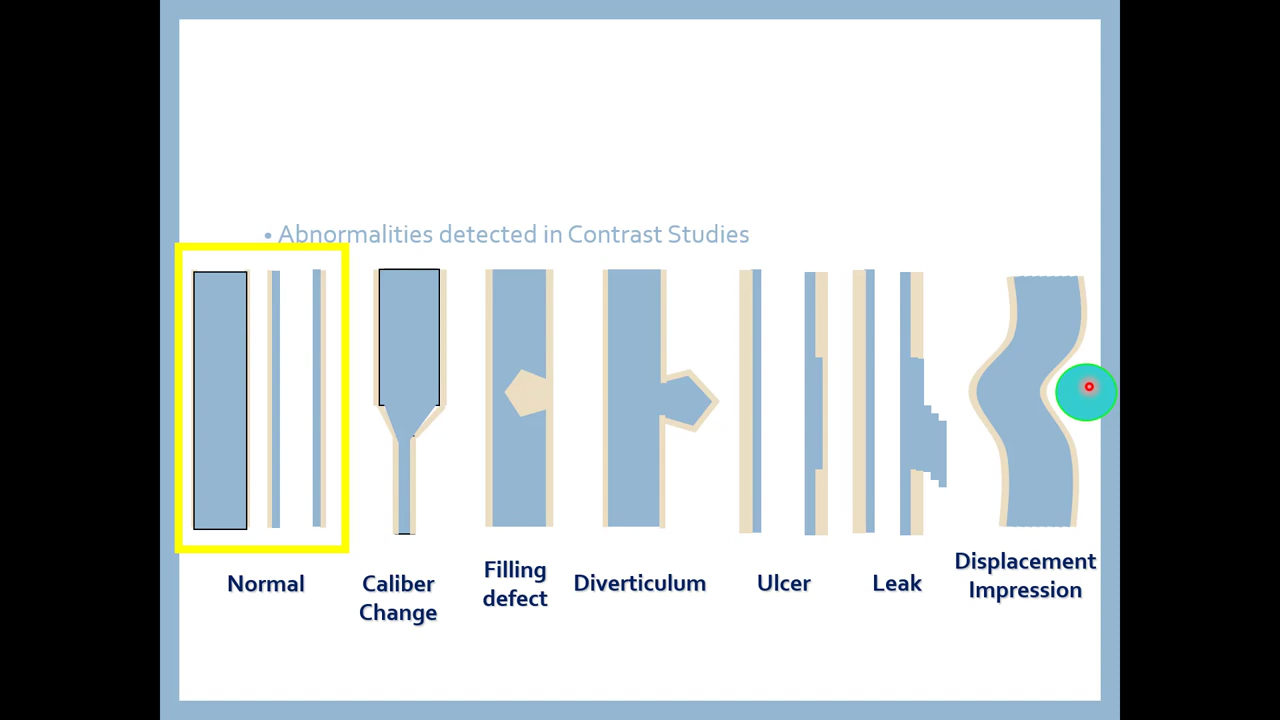 • Abnormalities detected in Contrast Studies
Normal
Caliber
Change
Filling
defect
Diverticulum
Ulcer
Leak
Displacement
Impression